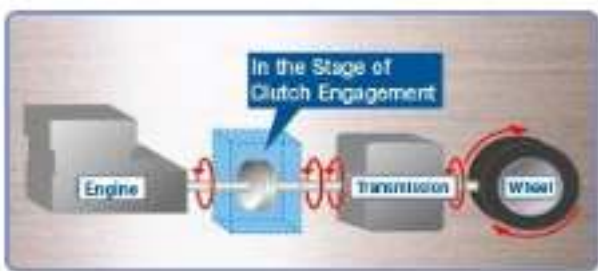 In the Stage of
Clutch Engagement
Engine
Transmission
Wheel